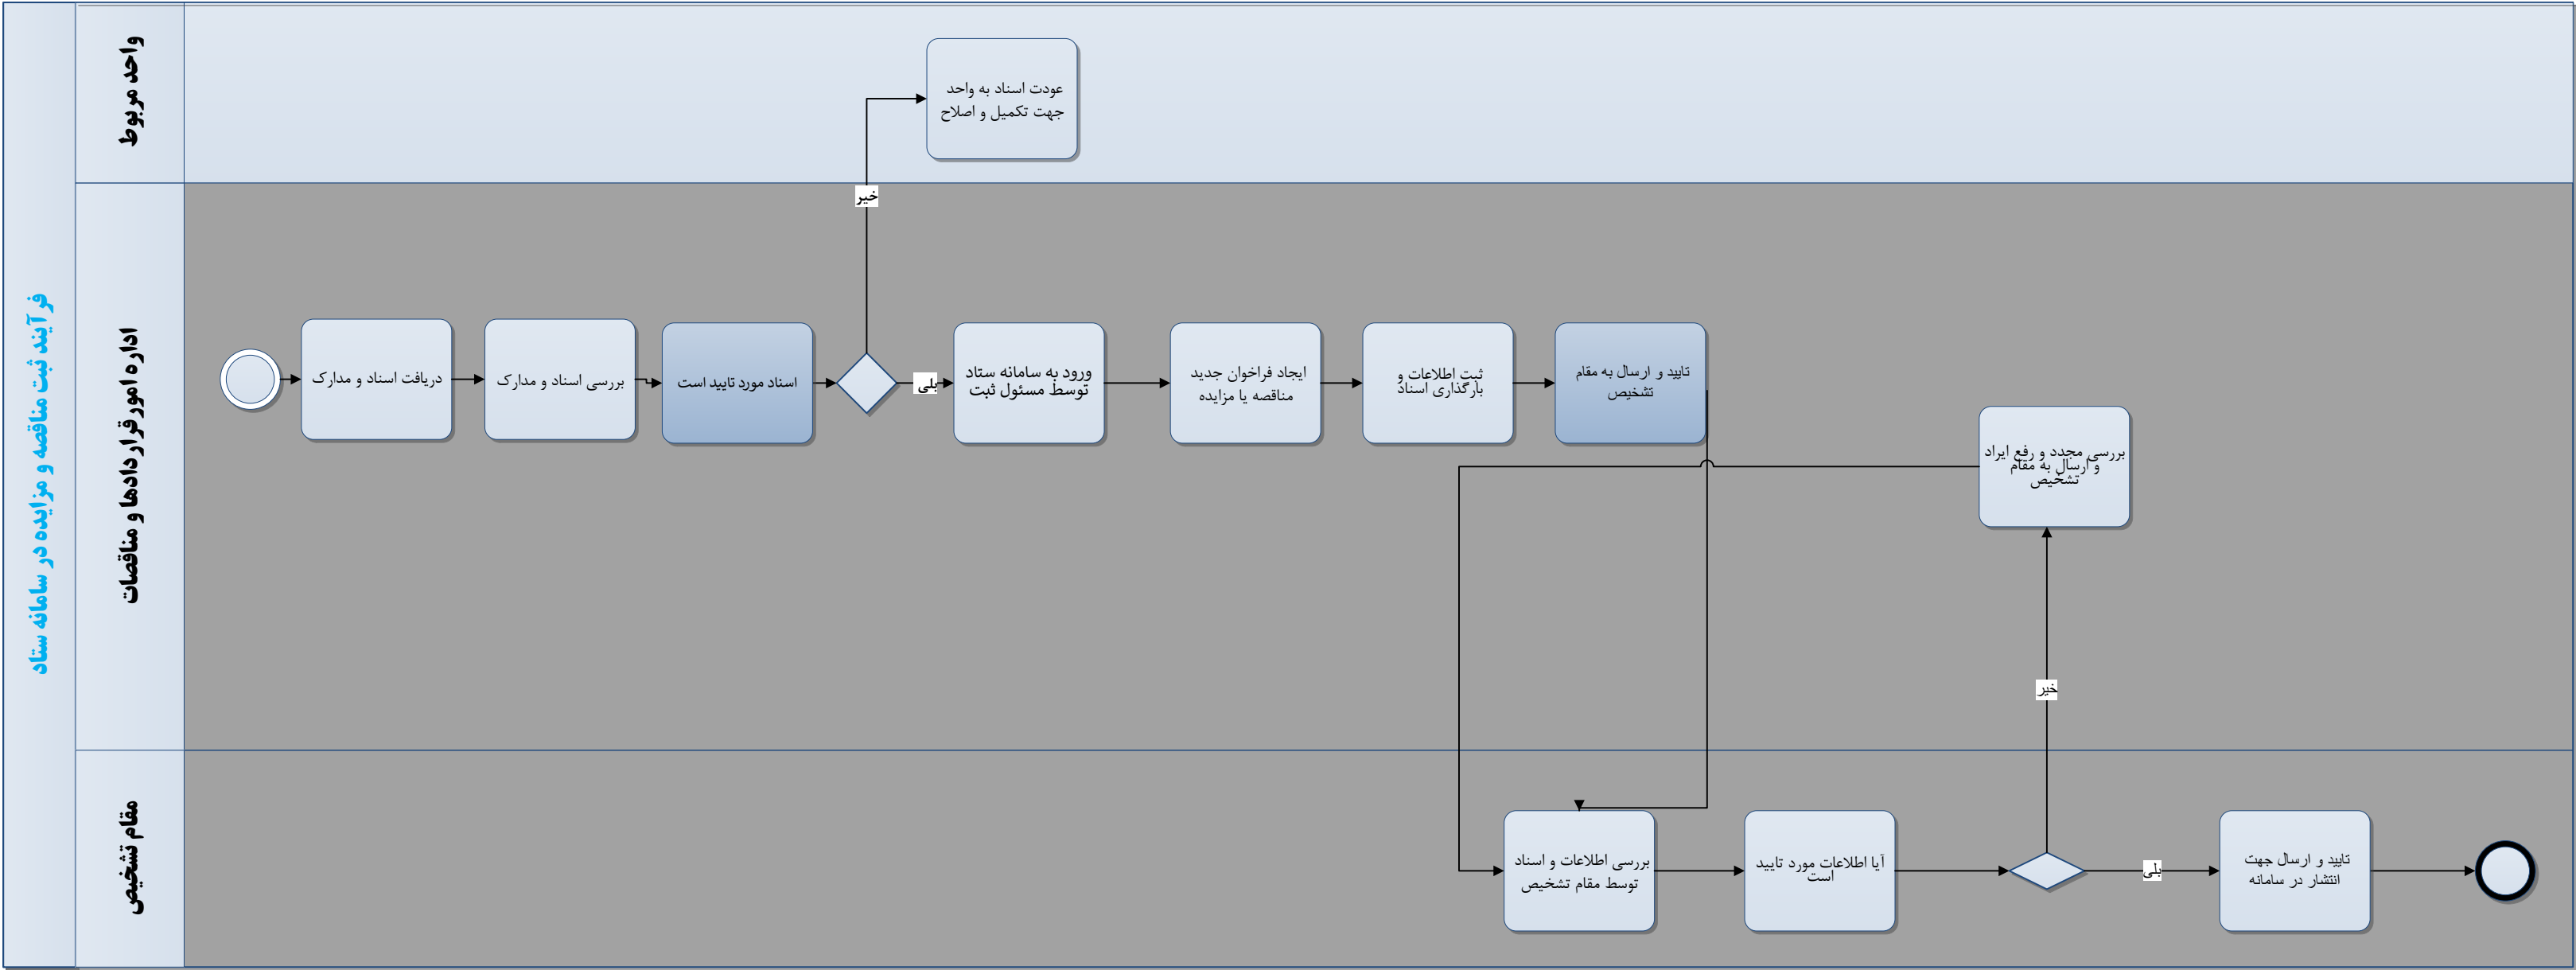 فرآیند ثبت مناقصه و مزایده در سامانه ستاد
واحد مربوط
عودت اسناد به واحد
جهت تکمیل و اصلاح
خیر
اداره امور قراردادها و مناقصات
دریافت اسناد و مدارک
بررسی اسناد و مدارک
اسناد مورد تایید است
بلی
ورود به سامانه ستاد
توسط مسئول ثبت
ایجاد فراخوان جدید
مناقصه یا مزایده
ثبت اطلاعات و
بارگذاری اسناد
تایید و ارسال به مقام
تشخیص
بررسی مجدد و رفع ایراد
و ارسال به مقام
تشخیص
خیر
مقام تشخیص
بررسی اطلاعات و اسناد
توسط مقام تشخیص
آیا اطلاعات مورد تایید
است
بلی
تایید و ارسال جهت
انتشار در سامانه